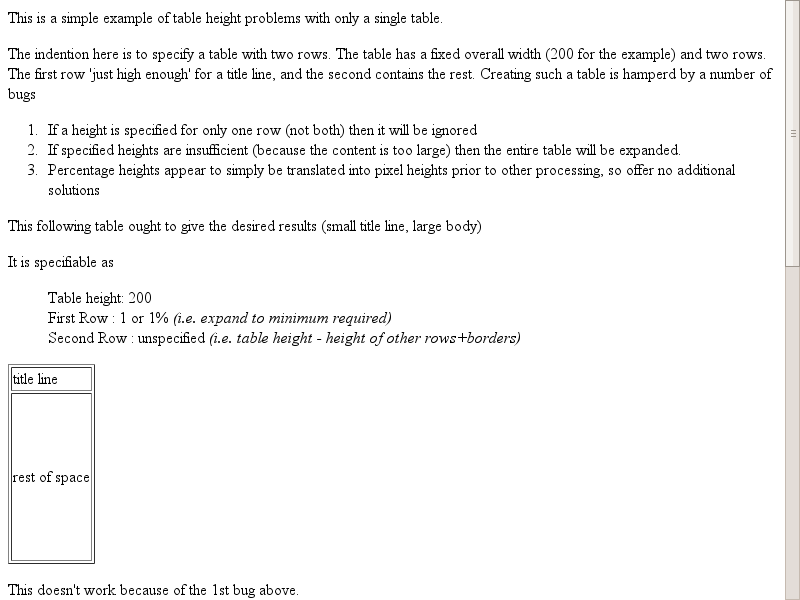 This is a simple example of table height problems with only a single table.
The indention here is to specify a table with two rows. The table has a fixed overall width (200 for the example) and two rows.
The first row 'just high enough' for a title line, and the second contains the rest. Creating such a table is hamperd by a number of
bugs
1. If a height is specified for only one row (not both) then it will be ignored
2. If specified heights are insufficient (because the content is too large) then the entire table will be expanded.
3. Percentage heights appear to simply be translated into pixel heights prior to other processing, so offer no additional
solutions
This following table ought to give the desired results (small title line, large body)
It is specifiable as
Table height: 200
First Row : 1 or 1% (i.e. expand to minimum required)
Second Row : unspecified (i.e. table height - height of other rows+borders)
title line
rest of space
This doesn't work because of the 1st bug above.